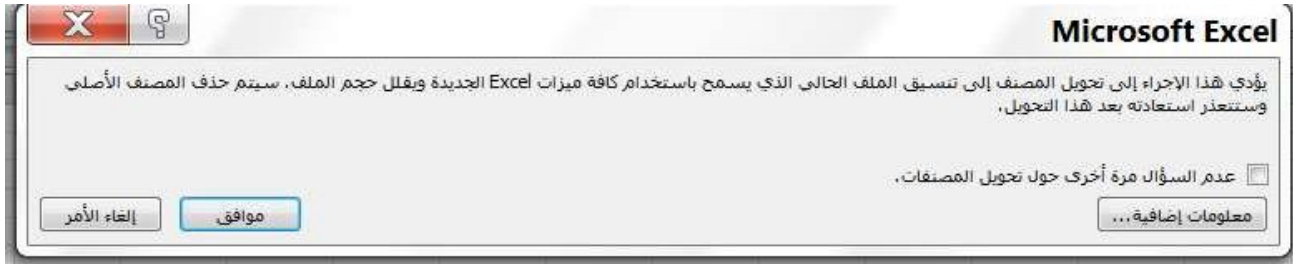 Microsoft Excel
يؤدي هذا الإجراء إلى تحويل المصنف إلى تنسيق الملف الحالي الذي يسمح باستخدام كافة ميزات Excel الجديدة ويقلل حجم الملف. سيتم حذف المصنف الأصلي
وستتعذر استعادته بعد هذا التحويل.
عدم السؤال مرة أخرى حول تحويل المصنفات.
معلومات إضافية... موافق إلغاء الأمر